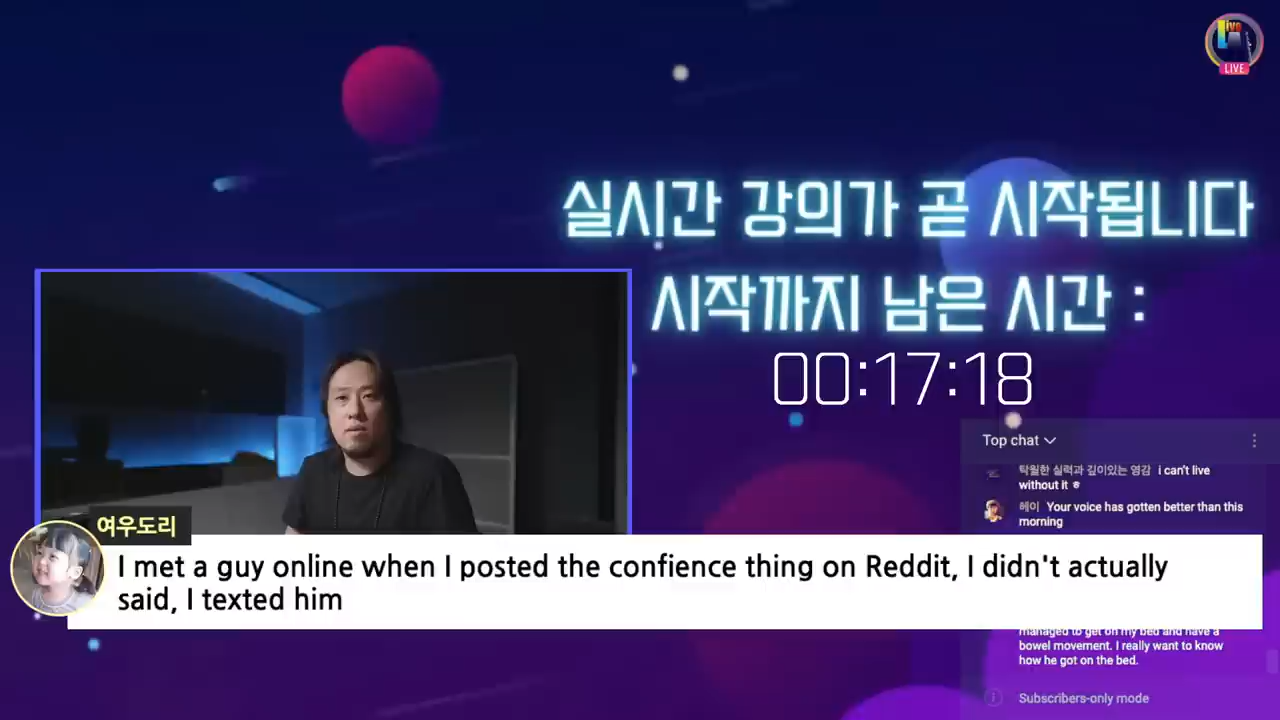 Live
LIVE
실시간 강의가 곧 시작됩니다
시작까지 남은 시간 :
00:17:18
Top chat
탁월한 실력과 깊이있는 영감 i can't live
without it ㅎ
헤이 Your voice has gotten better than this
morning
여우도리
I met a guy online when I posted the confience thing on Reddit, I didn't actually
said, I texted him
managed to get on my bed and have a
bowel movement. I really want to know
how he got on the bed.
Subscribers-only mode